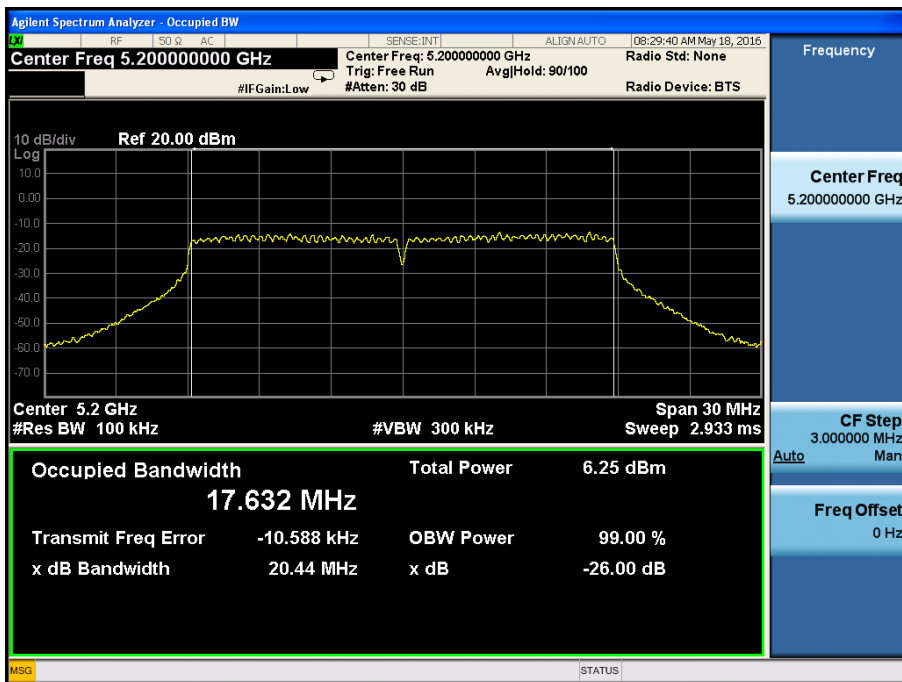 Agilent Spectrum Analyzer - Occupied BW
LXI RF 50 Ω AC SENSE:INT ALIGN AUTO 08:29:40 AM May 18, 2016
Center Freq 5.200000000 GHz
Center Freq: 5.200000000 GHz Radio Std: None
Trig: Free Run Avg|Hold: 90/100
#IFGain:Low #Atten: 30 dB Radio Device: BTS
10 dB/div Ref 20.00 dBm
Log
10.0
0.00
-10.0
-20.0
-30.0
-40.0
-50.0
-60.0
-70.0
Center 5.2 GHz Span 30 MHz
#Res BW 100 kHz #VBW 300 kHz Sweep 2.933 ms
Occupied Bandwidth Total Power 6.25 dBm
17.632 MHz
Transmit Freq Error -10.588 kHz OBW Power 99.00 %
x dB Bandwidth 20.44 MHz x dB -26.00 dB
Frequency
Center Freq
5.200000000 GHz
CF Step
3.000000 MHz
Auto Man
Freq Offset
0 Hz
MSG STATUS